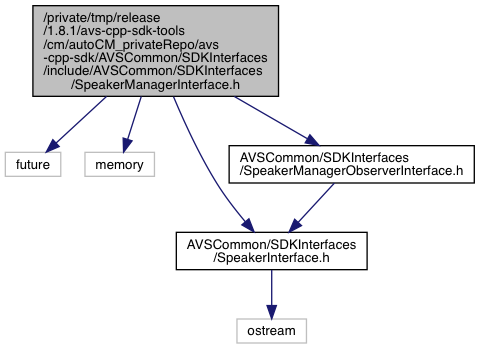 /private/tmp/release
/1.8.1/avs-cpp-sdk-tools
/cm/autoCM_privateRepo/avs
-cpp-sdk/AVSCommon/SDKInterfaces
/include/AVSCommon/SDKInterfaces
/SpeakerManagerInterface.h
future
memory
AVSCommon/SDKInterfaces
/SpeakerManagerObserverInterface.h
AVSCommon/SDKInterfaces
/SpeakerInterface.h
ostream